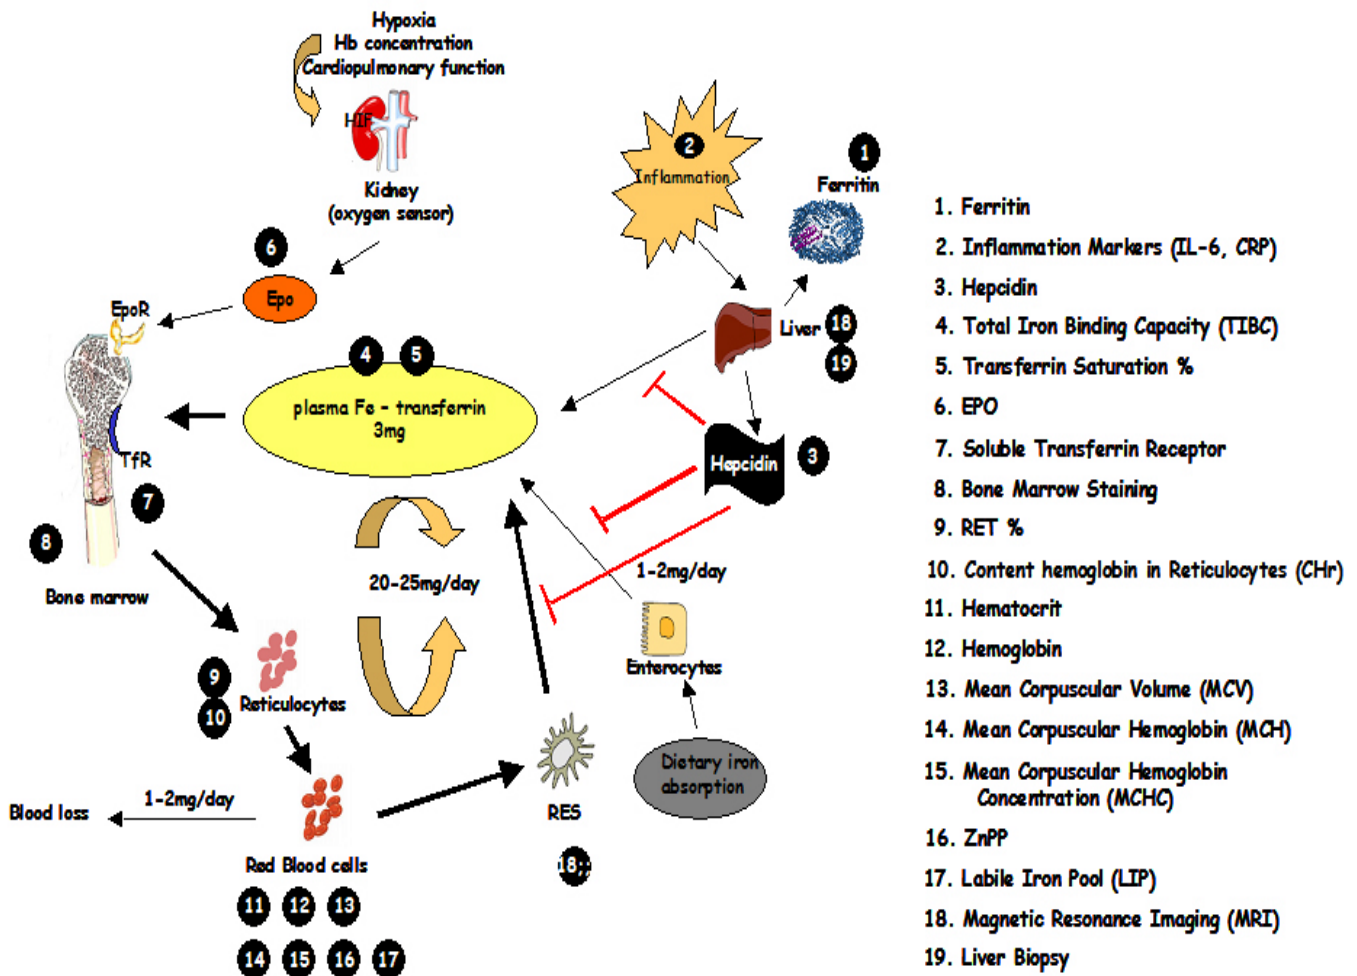 Hypoxia
Hb concentration
Cardiopulmonary function
HIF
Kidney
(oxygen sensor)
6
Epo
EpoR
2
Inflammation
1
Ferritin
Liver
18
19
4
5
plasma Fe - transferrin
3mg
TfR
7
8
Bone marrow
Hepcidin
3
20-25mg/day
1-2mg/day
Enterocytes
9
10
Reticulocytes
Dietary iron
absorption
RES
18;;
Blood loss
1-2mg/day
Red Blood cells
11 12 13
14 15 16 17
1. Ferritin
2. Inflammation Markers (IL-6, CRP)
3. Hepcidin
4. Total Iron Binding Capacity (TIBC)
5. Transferrin Saturation %
6. EPO
7. Soluble Transferrin Receptor
8. Bone Marrow Staining
9. RET %
10. Content hemoglobin in Reticulocytes (CHr)
11. Hematocrit
12. Hemoglobin
13. Mean Corpuscular Volume (MCV)
14. Mean Corpuscular Hemoglobin (MCH)
15. Mean Corpuscular Hemoglobin
Concentration (MCHC)
16. ZnPP
17. Labile Iron Pool (LIP)
18. Magnetic Resonance Imaging (MRI)
19. Liver Biopsy